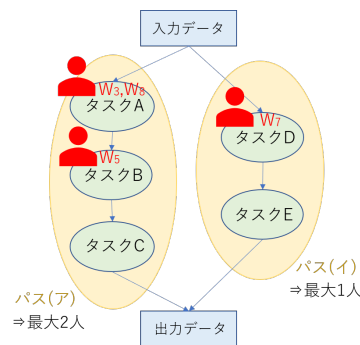 入力データ
W3,W8
タスクA
W5
タスクB
タスクC
W7
タスクD
タスクE
パス(ア)
⇒最大2人
パス(イ)
⇒最大1人
出力データ